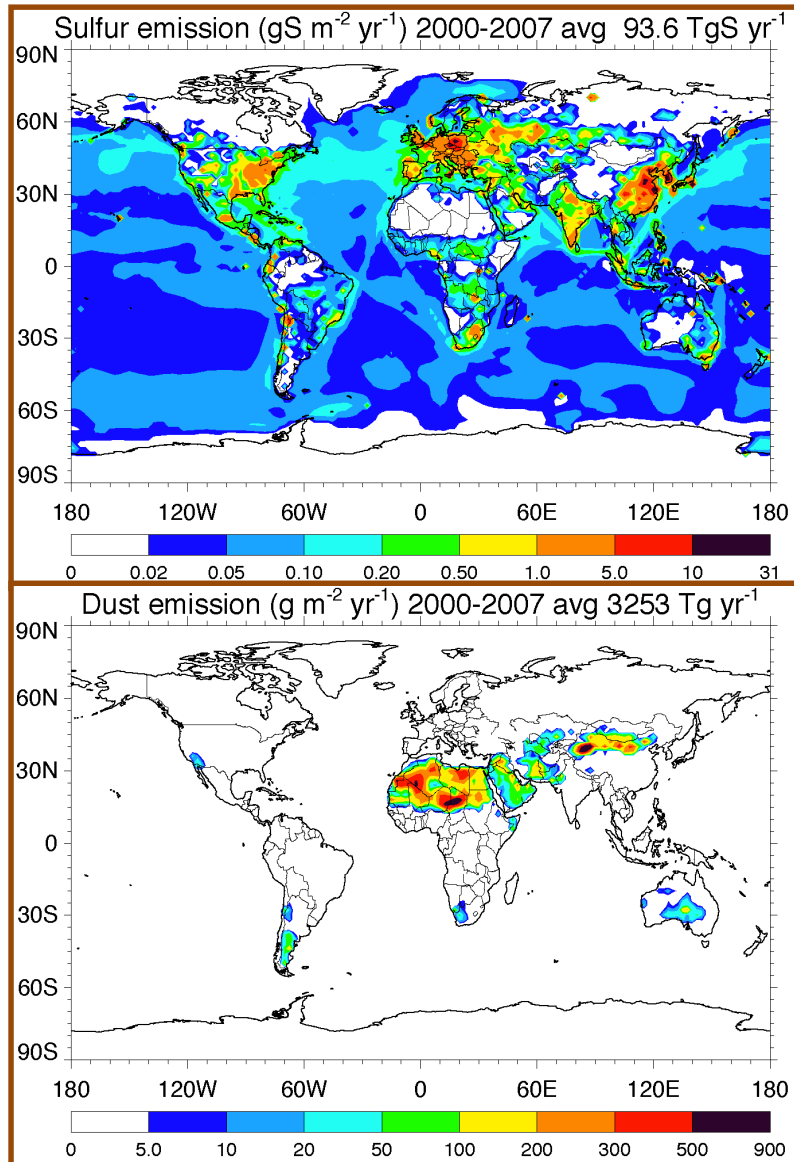 Sulfur emission (gS m-2 yr-1) 2000-2007 avg 93.6 TgS yr-1
90N
60N
30N
0
30S
60S
90S
180 120W 60W 0 60E 120E 180
0 0.02 0.05 0.10 0.20 0.50 1.0 5.0 10 31
Dust emission (g m-2 yr-1) 2000-2007 avg 3253 Tg yr-1
90N
60N
30N
0
30S
60S
90S
180 120W 60W 0 60E 120E 180
0 5.0 10 20 50 100 200 300 500 900